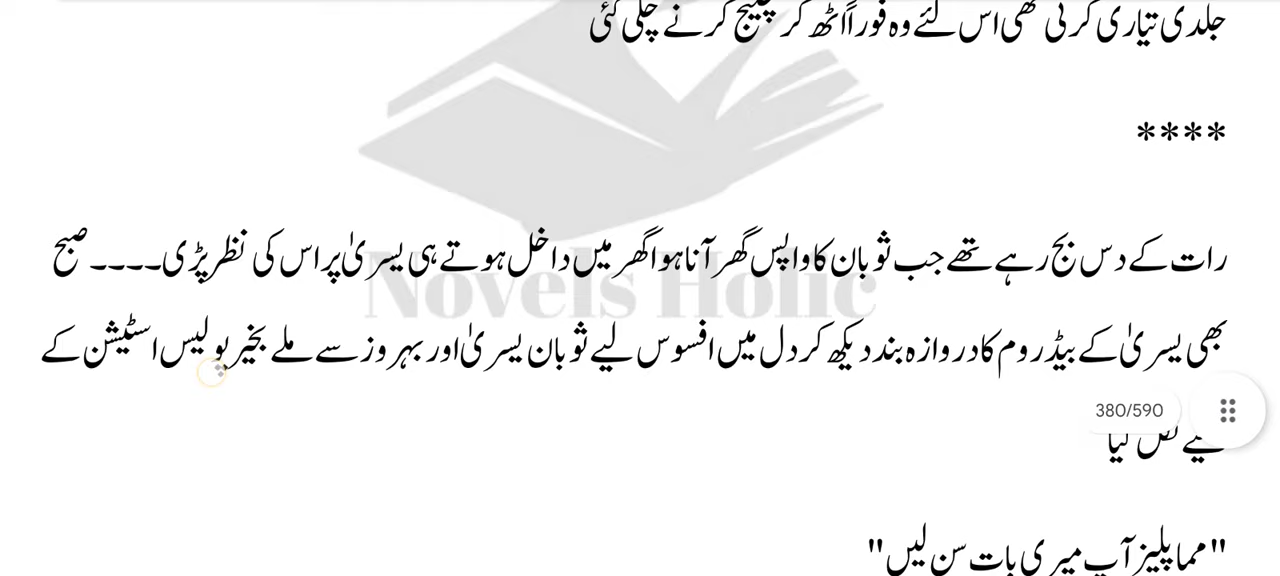 جلدی تیاری کرنی تھی اس لئے وہ فوراً اٹھ کر چینج کرنے چلی گئی
****
رات کے دس بج رہے تھے جب ثوبان کا واپس گھر آنا ہوا گھر میں داخل ہوتے ہی یسریٰ پر اس کی نظر پڑی۔۔۔۔ صبح
بھی یسریٰ کے بیڈروم کا دروازہ بند دیکھ کر دل میں افسوس لیے ثوبان یسریٰ اور بہروز سے ملے بغیر پولیس اسٹیشن کے
لیے نکل گیا
"مما پلیز آپ میری بات سن لیں"
Novels Holic
380/590